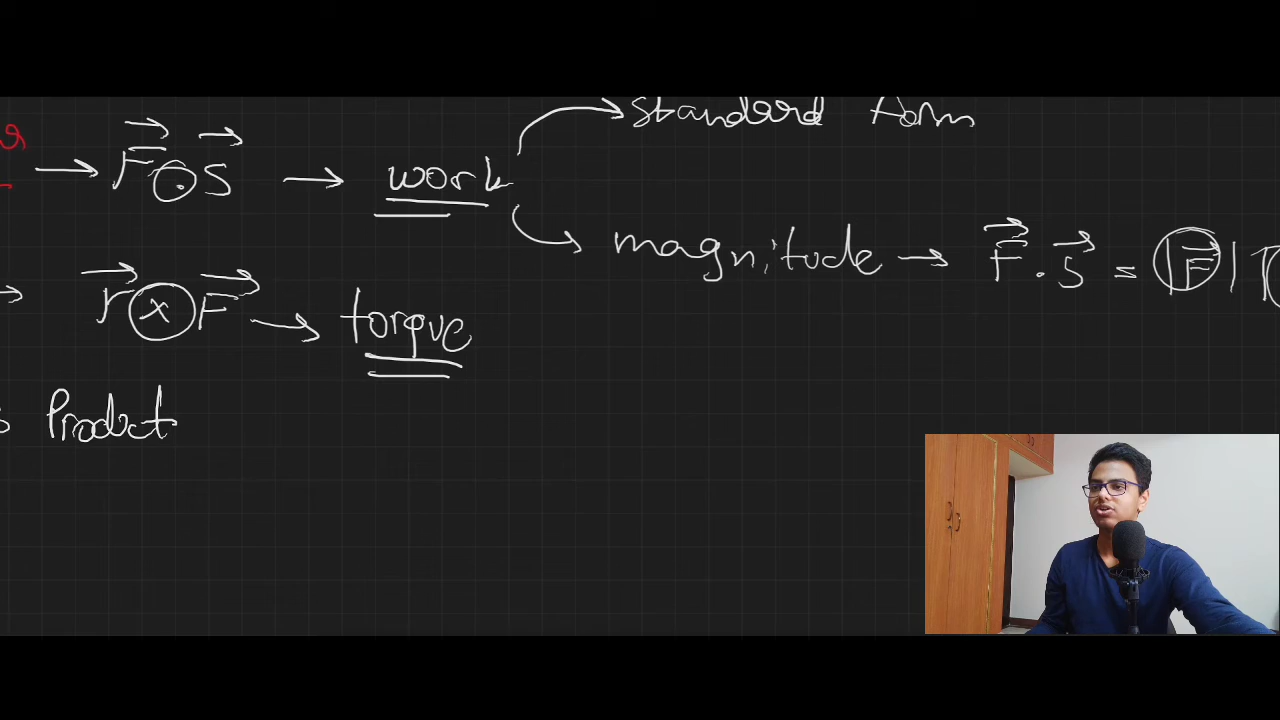 standard form
→ F⃗ ⊙ S⃗ → work
magnitude → F⃗ . S⃗ = |F⃗|
r⃗ ⓧ F⃗ → torque
Product